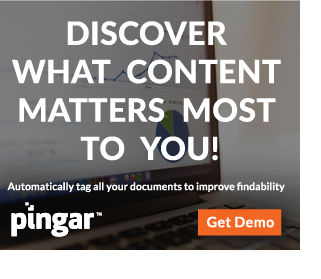 DISCOVER
WHAT CONTENT
MATTERS MOST
TO YOU!
Automatically tag all your documents to improve findability
pingar™
Get Demo